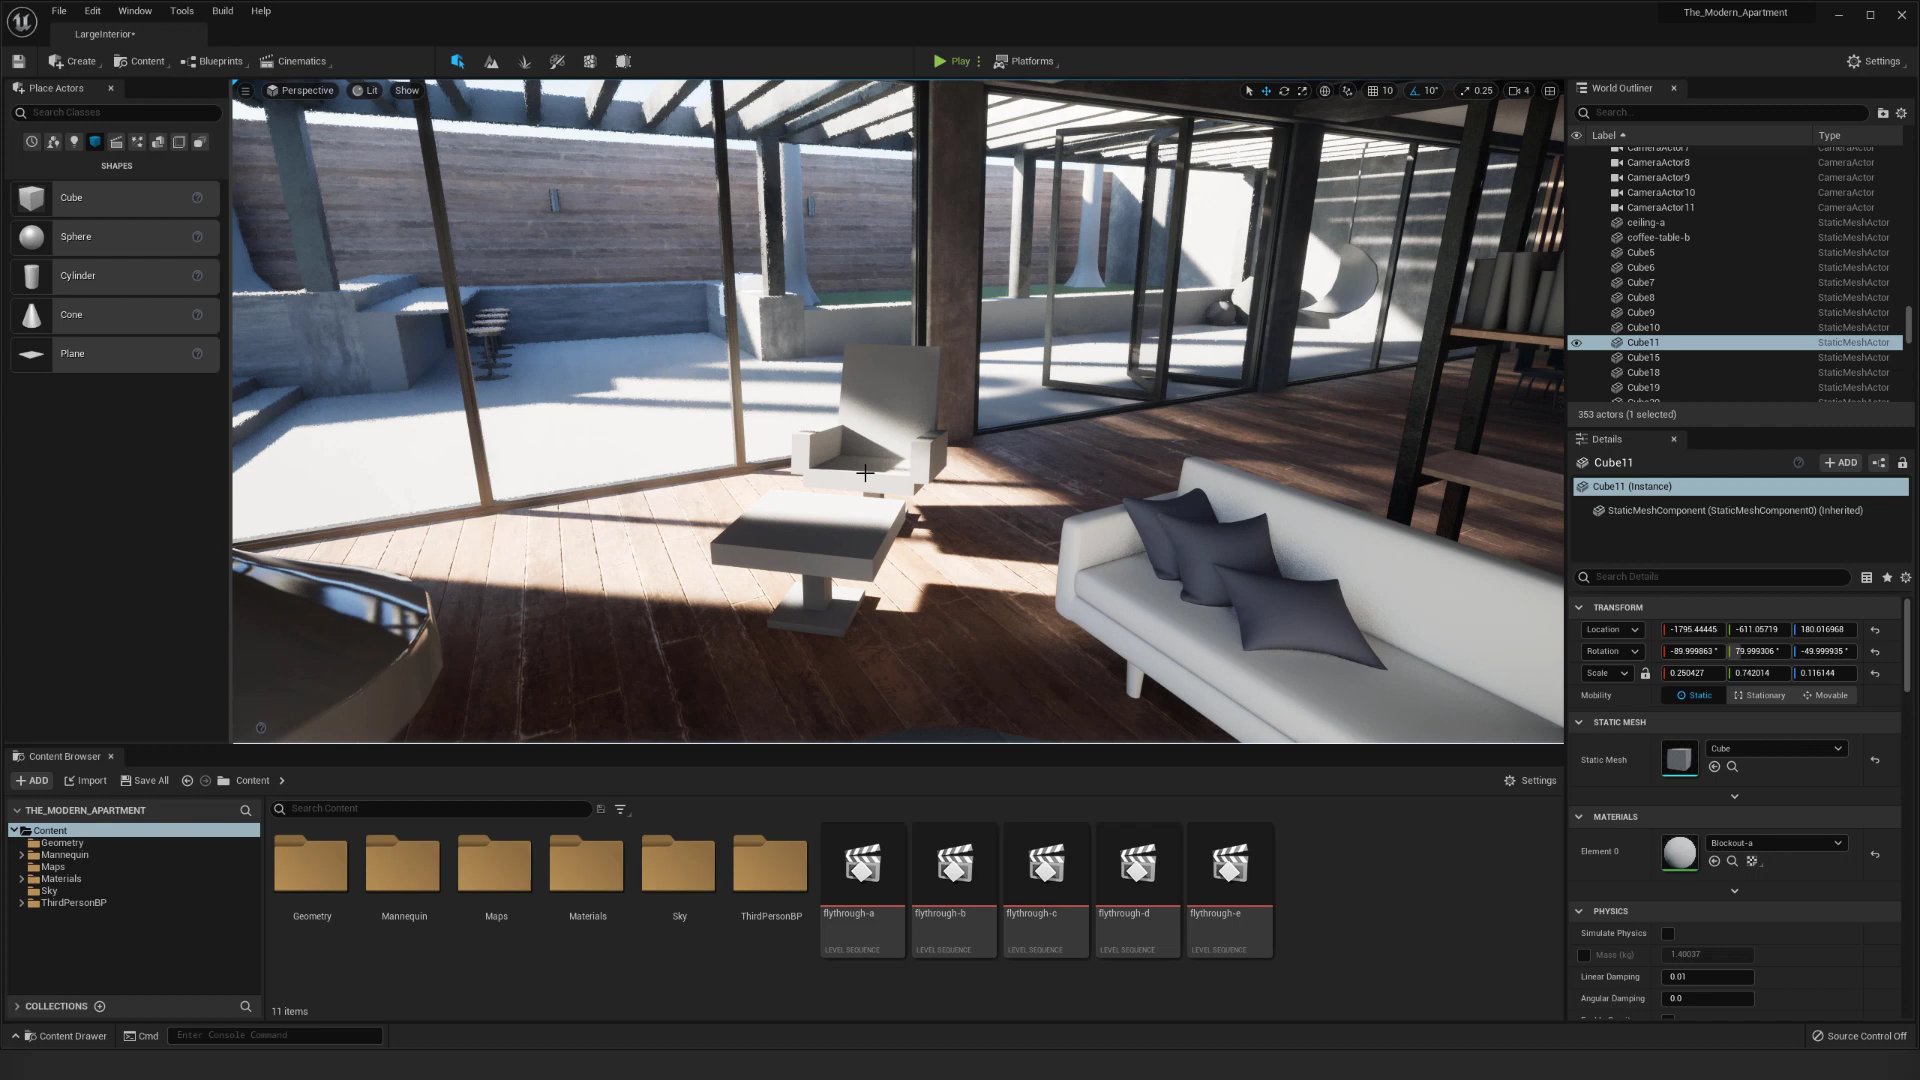 File Edit Window Tools Build Help
The_Modern_Apartment
LargeInterior*
Create Content Blueprints Cinematics Play Platforms Settings
Place Actors
Search Classes
SHAPES
Cube
Sphere
Cylinder
Cone
Plane
Perspective Lit Show
10 10° 0.25 4
World Outliner
Search...
Label Type
CameraActor7 CameraActor
CameraActor8 CameraActor
CameraActor9 CameraActor
CameraActor10 CameraActor
CameraActor11 CameraActor
ceiling-a StaticMeshActor
coffee-table-b StaticMeshActor
Cube5 StaticMeshActor
Cube6 StaticMeshActor
Cube7 StaticMeshActor
Cube8 StaticMeshActor
Cube9 StaticMeshActor
Cube10 StaticMeshActor
Cube11 StaticMeshActor
Cube15 StaticMeshActor
Cube18 StaticMeshActor
Cube19 StaticMeshActor
353 actors (1 selected)
Details
Cube11
ADD
Cube11 (Instance)
StaticMeshComponent (StaticMeshComponent0) (Inherited)
Search Details
TRANSFORM
Location -1795.44445 -611.05719 180.016968
Rotation -89.999863 ° 79.999306 ° -49.999935 °
Scale 0.250427 0.742014 0.116144
Mobility Static Stationary Movable
STATIC MESH
Static Mesh Cube
MATERIALS
Element 0 Blockout-a
PHYSICS
Simulate Physics
Mass (kg) 1.40037
Linear Damping 0.01
Angular Damping 0.0
Content Browser
ADD Import Save All Content Settings
THE_MODERN_APARTMENT
Search Content
Content
Geometry
Mannequin
Maps
Materials
Sky
ThirdPersonBP
Geometry Mannequin Maps Materials Sky ThirdPersonBP
flythrough-a flythrough-b flythrough-c flythrough-d flythrough-e
LEVEL SEQUENCE LEVEL SEQUENCE LEVEL SEQUENCE LEVEL SEQUENCE LEVEL SEQUENCE
COLLECTIONS
11 items
Content Drawer Cmd Enter Console Command Source Control Off